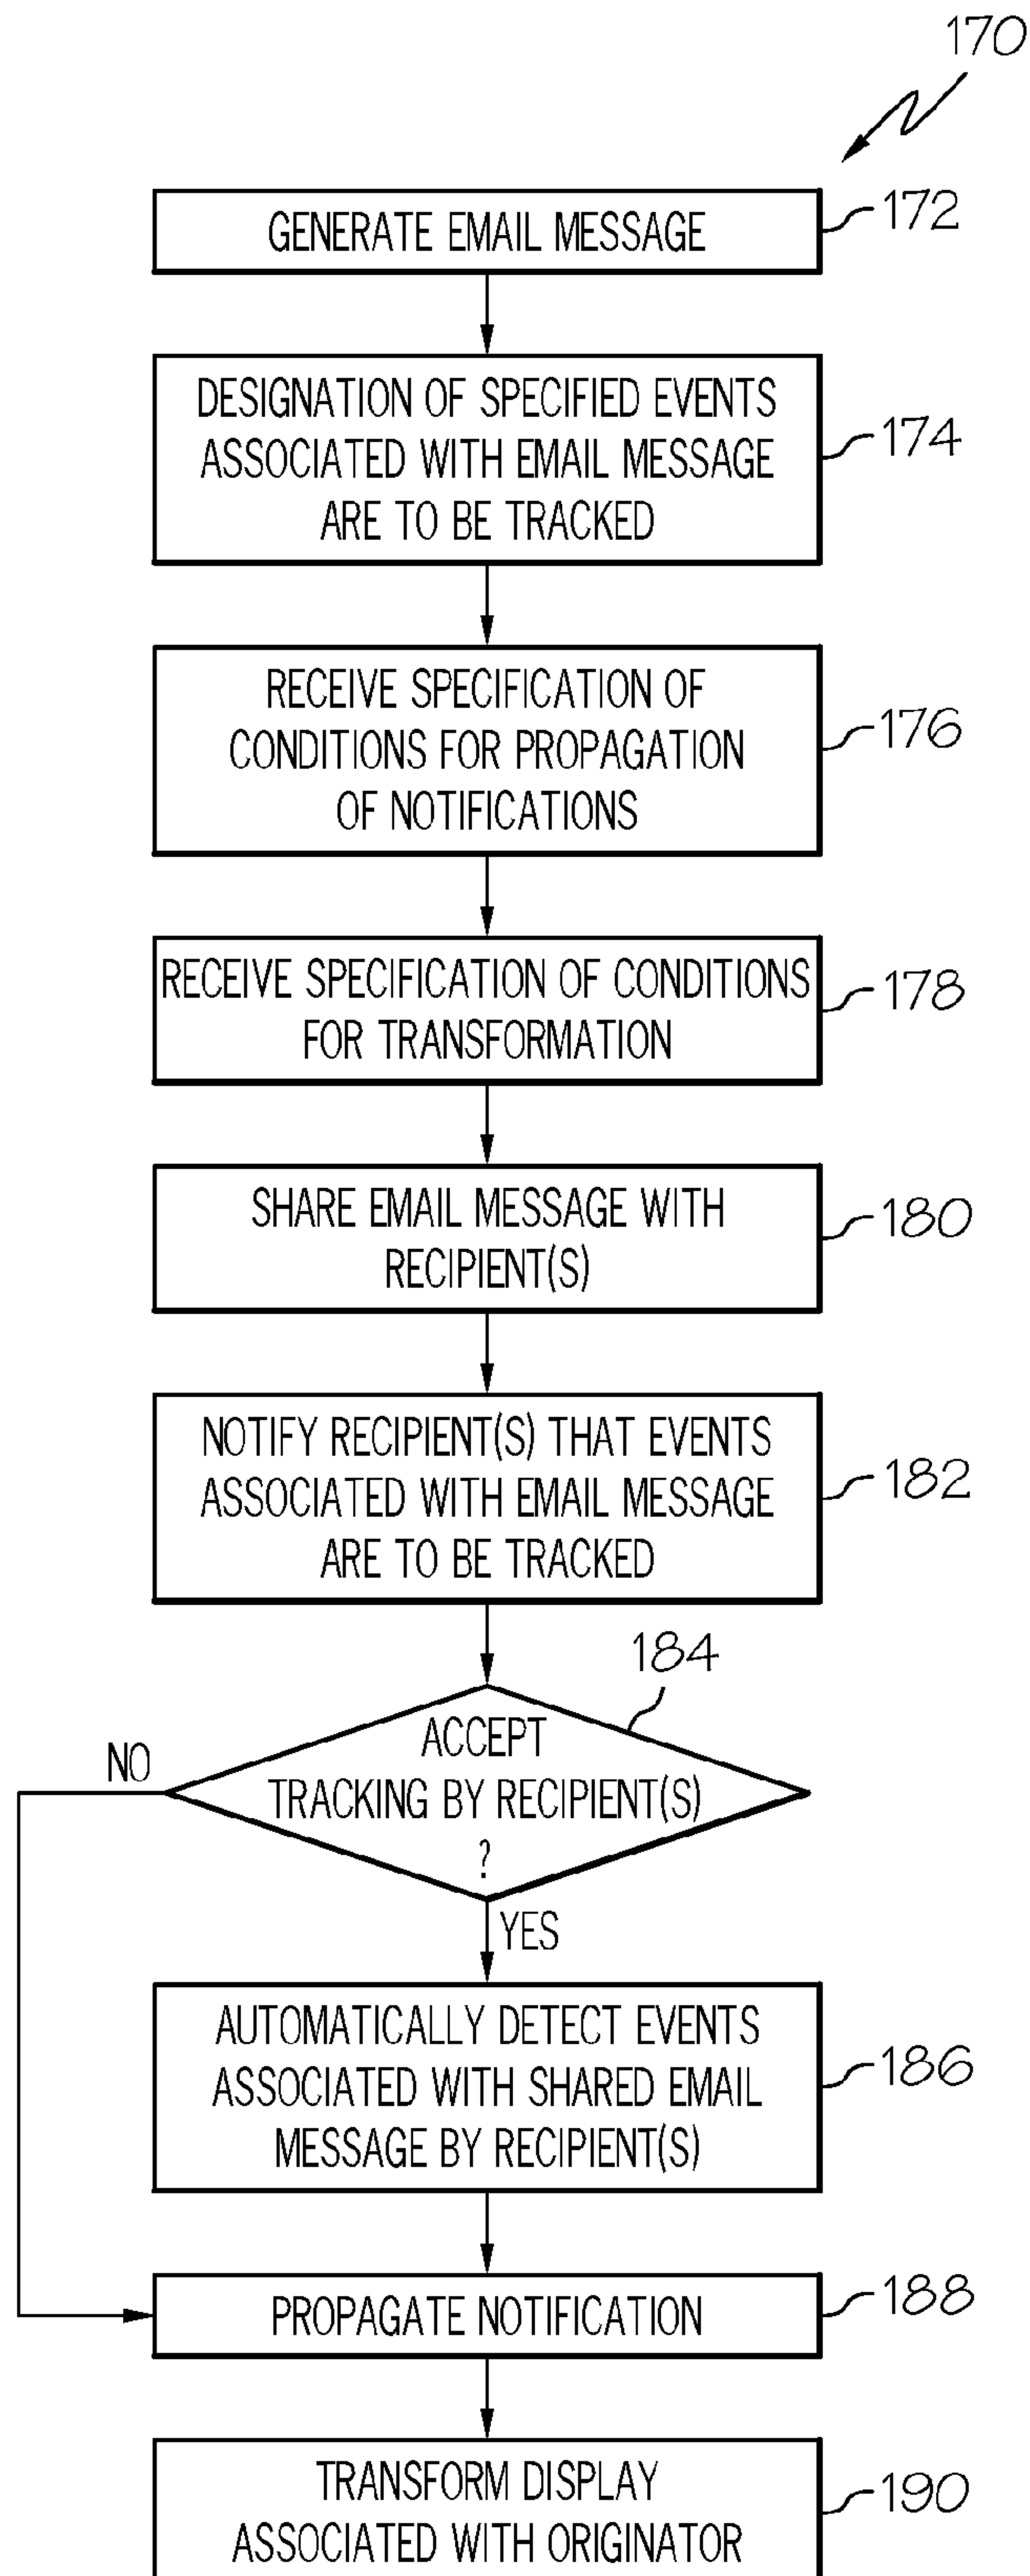 170
GENERATE EMAIL MESSAGE
172
DESIGNATION OF SPECIFIED EVENTS
ASSOCIATED WITH EMAIL MESSAGE
ARE TO BE TRACKED
174
RECEIVE SPECIFICATION OF
CONDITIONS FOR PROPAGATION
OF NOTIFICATIONS
176
RECEIVE SPECIFICATION OF CONDITIONS
FOR TRANSFORMATION
178
SHARE EMAIL MESSAGE WITH
RECIPIENT(S)
180
NOTIFY RECIPIENT(S) THAT EVENTS
ASSOCIATED WITH EMAIL MESSAGE
ARE TO BE TRACKED
182
184
ACCEPT
TRACKING BY RECIPIENT(S)
?
NO
YES
AUTOMATICALLY DETECT EVENTS
ASSOCIATED WITH SHARED EMAIL
MESSAGE BY RECIPIENT(S)
186
PROPAGATE NOTIFICATION
188
TRANSFORM DISPLAY
ASSOCIATED WITH ORIGINATOR
190